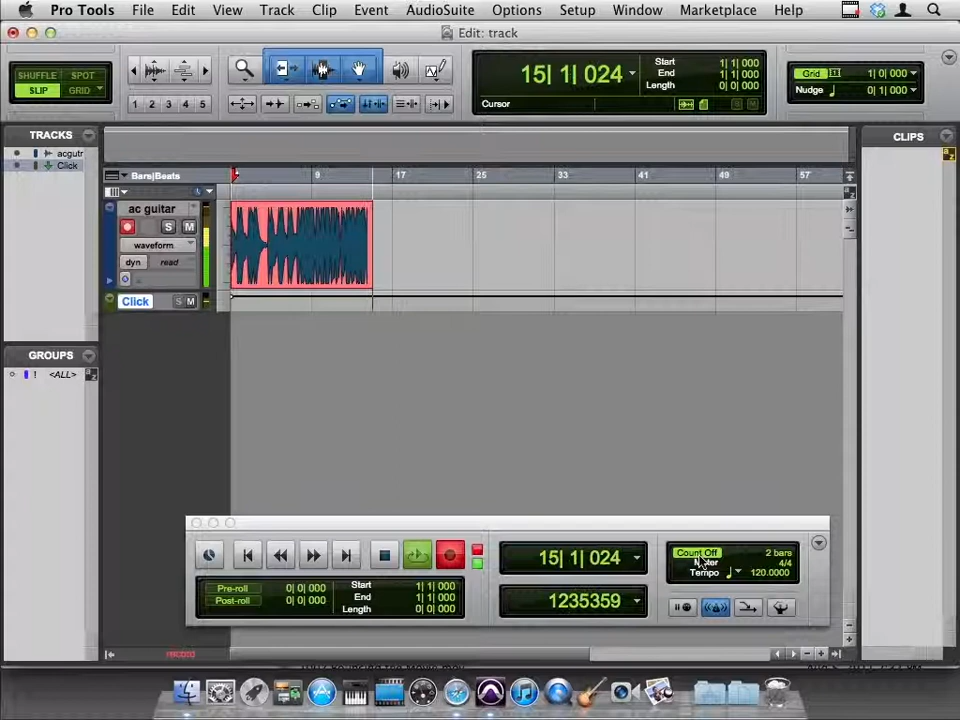 Pro Tools File Edit View Track Clip Event AudioSuite Options Setup Window Marketplace Help
Edit: track
SHUFFLE SPOT
SLIP GRID
1 2 3 4 5
15| 1| 024
Start 1| 1| 000
End 1| 1| 000
Length 0| 0| 000
Cursor
Grid 1| 0| 000
Nudge 0| 1| 000
TRACKS
acgutr
Click
Bars|Beats
9 17 25 33 41 49 57
CLIPS
ac guitar
S M
waveform
dyn read
Click S M
GROUPS
! <ALL>
15| 1| 024
Count Off 2 bars
4/4
Tempo 120.0000
Pre-roll 0| 0| 000
Post-roll 0| 0| 000
Start 1| 1| 000
End 1| 1| 000
Length 0| 0| 000
1235359